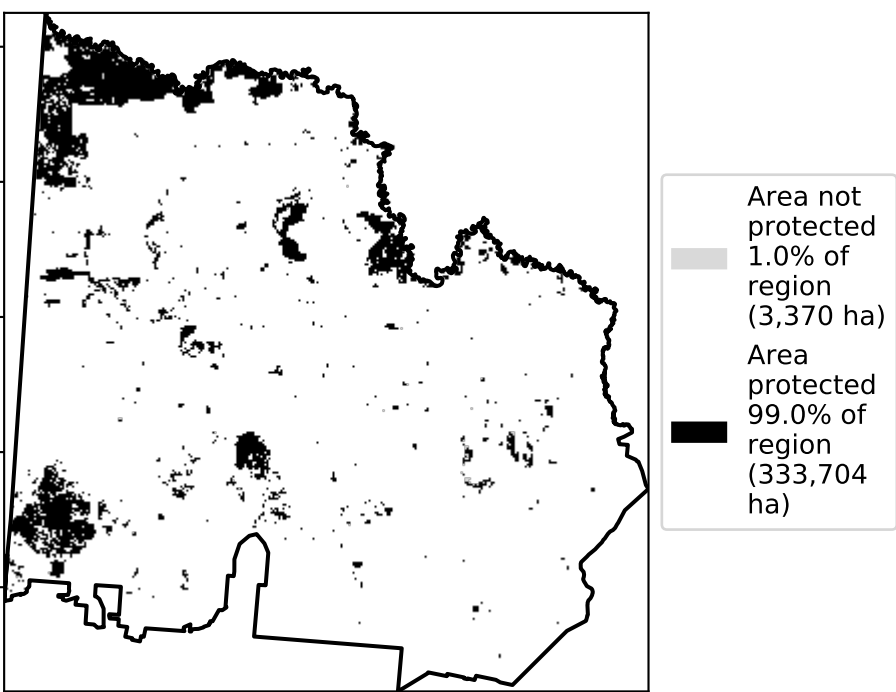 Area not
protected
1.0% of
region
(3,370 ha)
Area
protected
99.0% of
region
(333,704
ha)